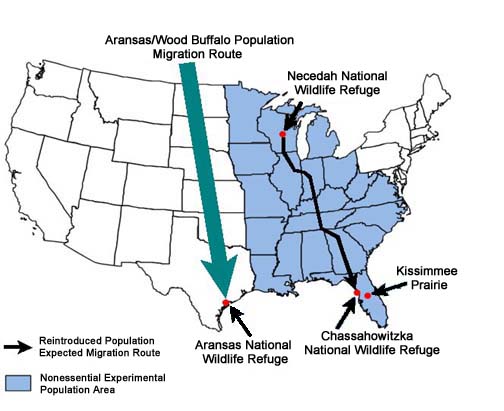 Aransas/Wood Buffalo Population
Migration Route
Necedah National
Wildlife Refuge
Kissimmee
Prairie
Chassahowitzka
National Wildlife Refuge
Aransas National
Wildlife Refuge
Reintroduced Population
Expected Migration Route
Nonessential Experimental
Population Area